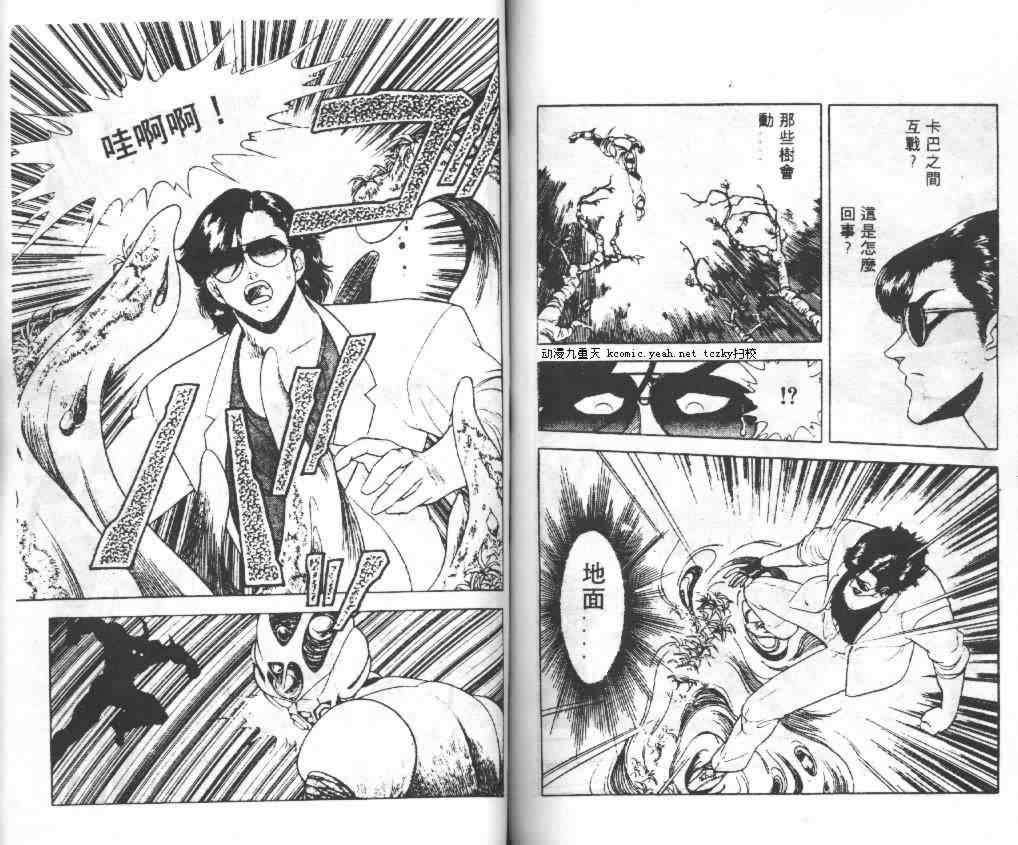 卡巴之間
互戰？
這是怎麼
回事？
那些樹會
動……
动漫九重天 kcomic.yeah.net tczky扫校
!?
地面……
哇啊啊！
…？